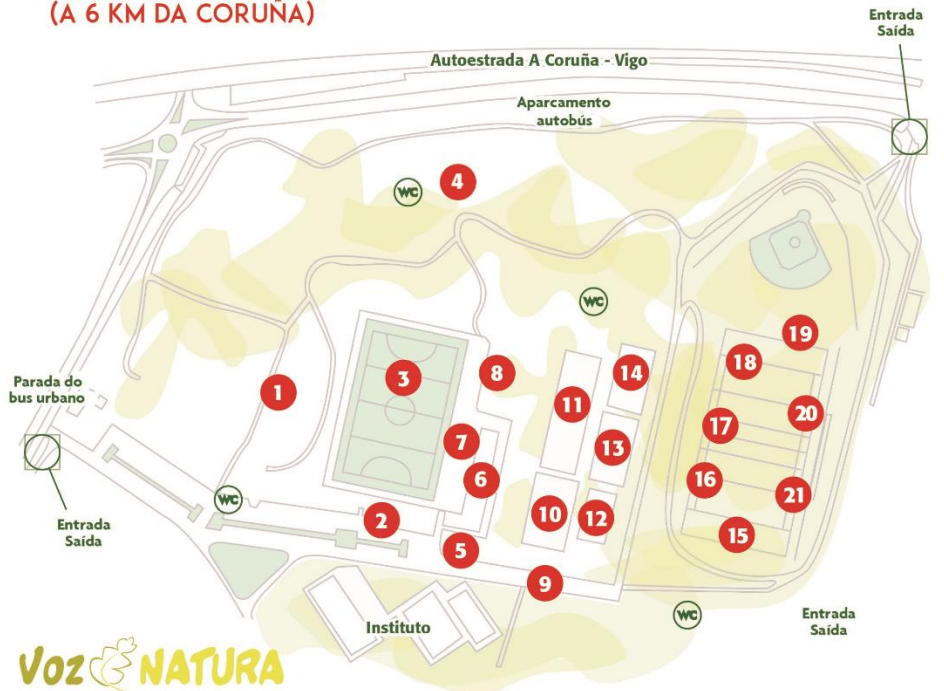 (A 6 KM DA CORUÑA)
Entrada
Saída
Autoestrada A Coruña - Vigo
Aparcamento
autobús
WC
4
WC
19
18
14
8
3
1
11
Parada do
bus urbano
20
17
7
13
6
16
21
WC
10
12
2
15
5
9
Entrada
Saída
WC
Entrada
Saída
Instituto
VOZ NATURA